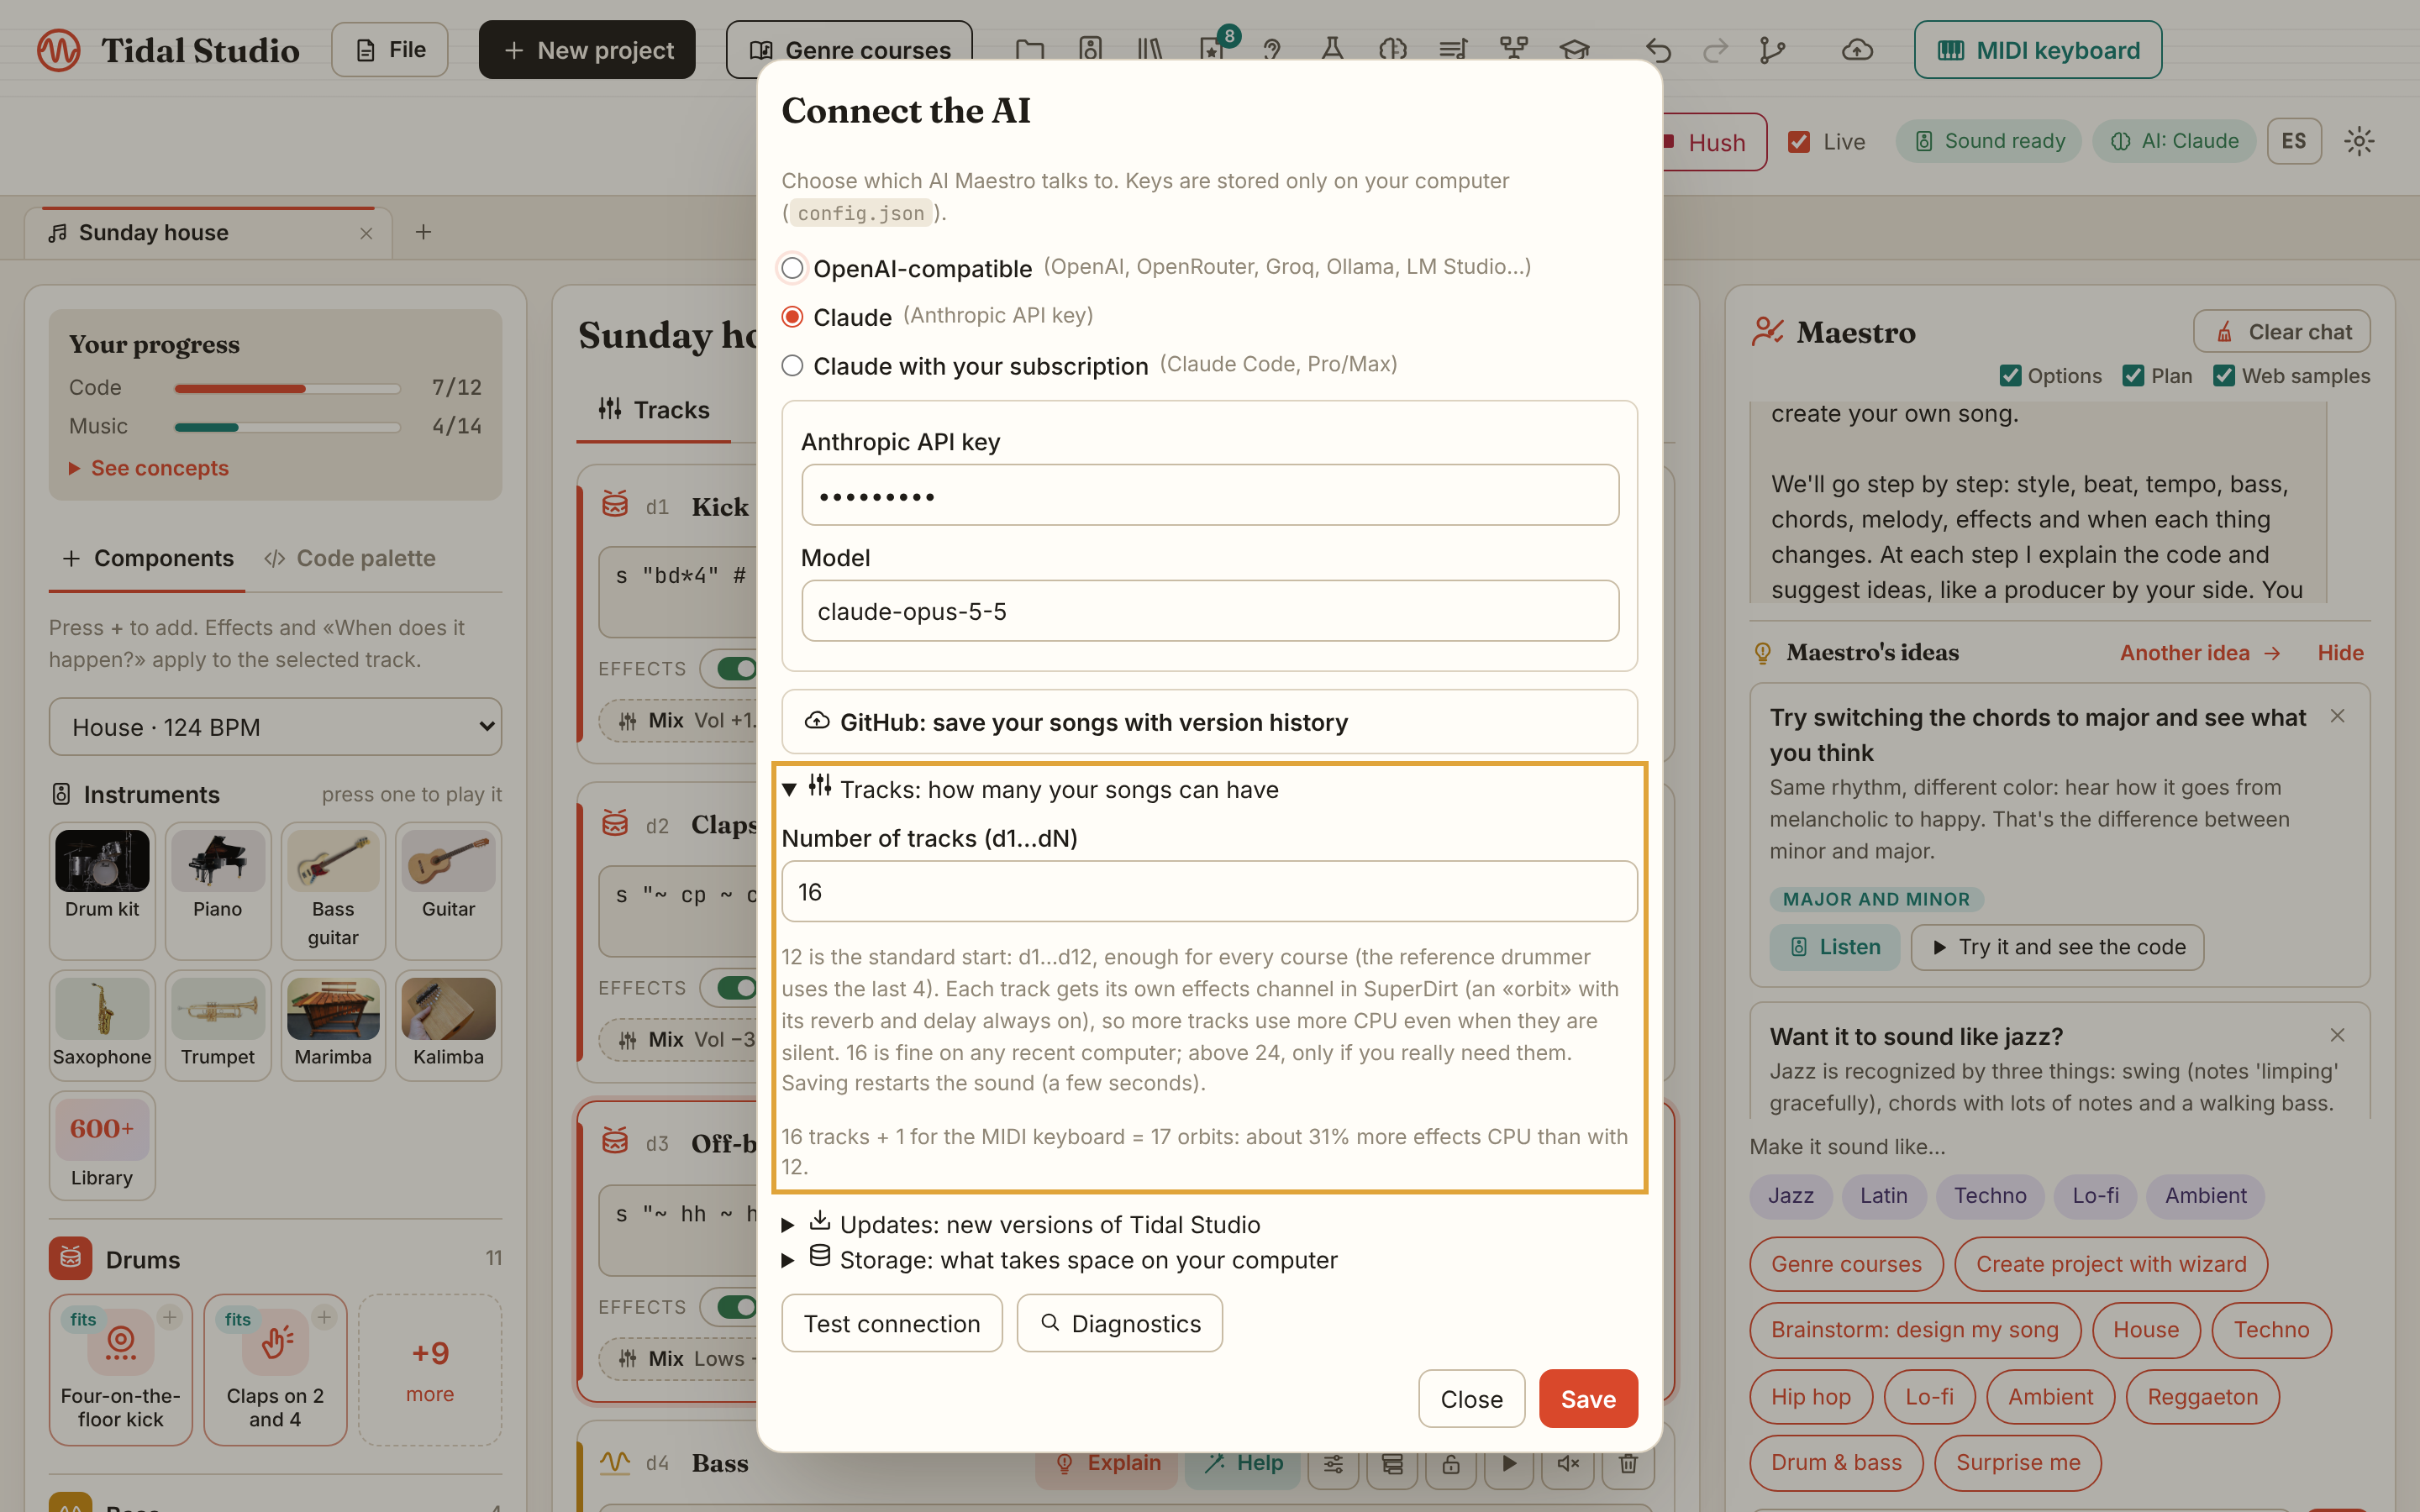 Tidal Studio
File
+ New project
Genre courses
8
MIDI keyboard
Hush
Live
Sound ready
AI: Claude
ES
Sunday house
Your progress
Code 7/12
Music 4/14
See concepts
Components
Code palette
Press + to add. Effects and «When does it
happen?» apply to the selected track.
House · 124 BPM
Instruments
press one to play it
Drum kit
Piano
Bass
guitar
Guitar
Saxophone
Trumpet
Marimba
Kalimba
600+
Library
Drums
11
fits
Four-on-the-
floor kick
fits
Claps on 2
and 4
+9
more
Tracks
d1 Kick
s "bd*4" #
EFFECTS
Mix Vol
d2 Claps
s "~ cp ~
EFFECTS
Mix Vol
d3
s "~ hh ~
EFFECTS
Mix Lows
d4 Bass
Explain
Help
Connect the AI
Choose which AI Maestro talks to. Keys are stored only on your computer
(config.json).
OpenAI-compatible (OpenAI, OpenRouter, Groq, Ollama, LM Studio...)
Claude (Anthropic API key)
Claude with your subscription (Claude Code, Pro/Max)
Anthropic API key
•••••••••
Model
claude-opus-5-5
GitHub: save your songs with version history
Tracks: how many your songs can have
Number of tracks (d1...dN)
16
12 is the standard start: d1...d12, enough for every course (the reference drummer
uses the last 4). Each track gets its own effects channel in SuperDirt (an «orbit» with
its reverb and delay always on), so more tracks use more CPU even when they are
silent. 16 is fine on any recent computer; above 24, only if you really need them.
Saving restarts the sound (a few seconds).
16 tracks + 1 for the MIDI keyboard = 17 orbits: about 31% more effects CPU than with
12.
Updates: new versions of Tidal Studio
Storage: what takes space on your computer
Test connection
Diagnostics
Close
Save
Maestro
Clear chat
Options
Plan
Web samples
create your own song.
We'll go step by step: style, beat, tempo, bass,
chords, melody, effects and when each thing
changes. At each step I explain the code and
suggest ideas, like a producer by your side. You
Maestro's ideas
Another idea →
Hide
Try switching the chords to major and see what
you think
Same rhythm, different color: hear how it goes from
melancholic to happy. That's the difference between
minor and major.
MAJOR AND MINOR
Listen
Try it and see the code
Want it to sound like jazz?
Jazz is recognized by three things: swing (notes 'limping'
gracefully), chords with lots of notes and a walking bass.
Make it sound like...
Jazz
Latin
Techno
Lo-fi
Ambient
Genre courses
Create project with wizard
Brainstorm: design my song
House
Techno
Hip hop
Lo-fi
Ambient
Reggaeton
Drum & bass
Surprise me